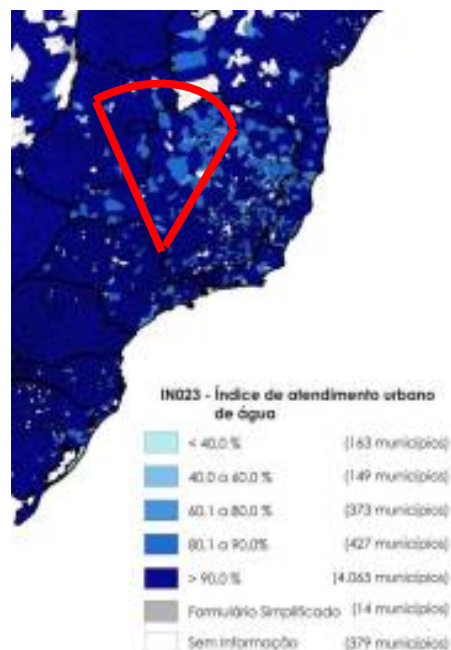 IN023 - Índice de atendimento urbano
de água
< 40,0 % (163 municípios)
40,0 a 60,0 % (149 municípios)
60,1 a 80,0 % (373 municípios)
80,1 a 90,0% (427 municípios)
> 90,0 % (4.065 municípios)
Formulário Simplificado (14 municípios)
Sem Informação (379 municípios)